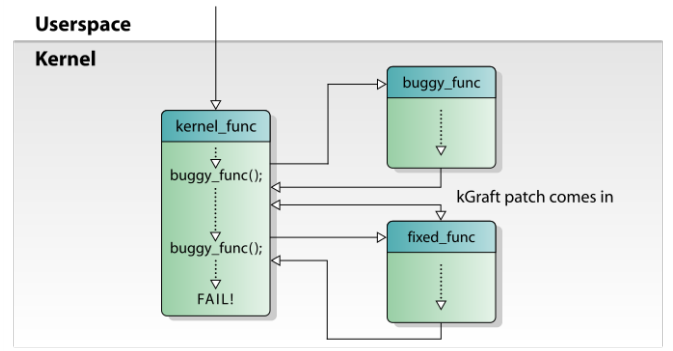 Userspace
Kernel
kernel_func
buggy_func();
buggy_func();
FAIL!
buggy_func
kGraft patch comes in
fixed_func